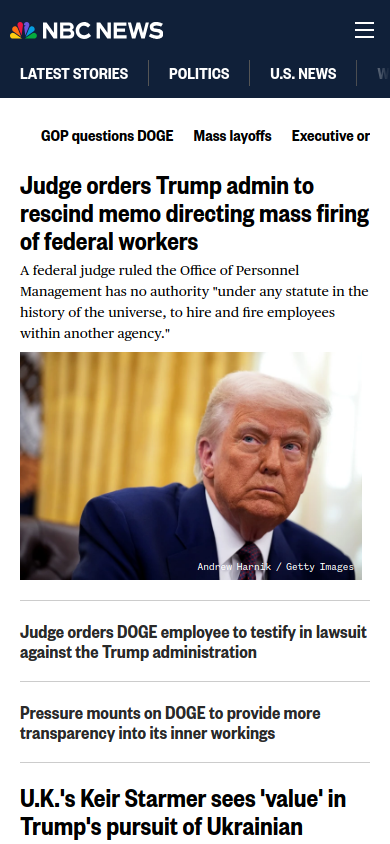 NBC NEWS
LATEST STORIES POLITICS U.S. NEWS
GOP questions DOGE Mass layoffs Executive or
Judge orders Trump admin to
rescind memo directing mass firing
of federal workers
A federal judge ruled the Office of Personnel
Management has no authority "under any statute in the
history of the universe, to hire and fire employees
within another agency."
Andrew Harnik / Getty Images
Judge orders DOGE employee to testify in lawsuit
against the Trump administration
Pressure mounts on DOGE to provide more
transparency into its inner workings
U.K.'s Keir Starmer sees 'value' in
Trump's pursuit of Ukrainian